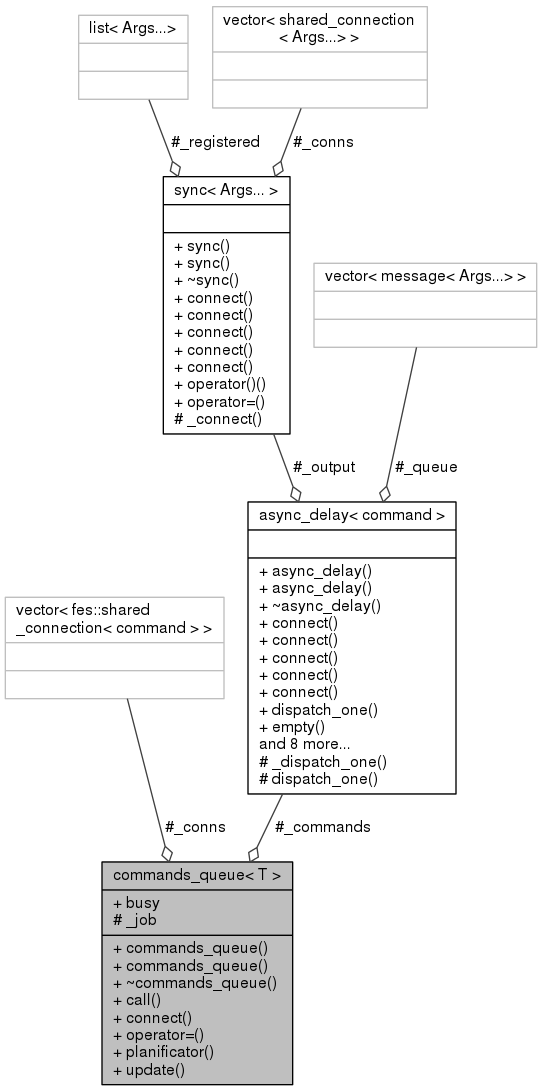 list< Args...>
vector< shared_connection
< Args...> >
#_registered
#_conns
sync< Args... >
+ sync()
+ sync()
+ ~sync()
+ connect()
+ connect()
+ connect()
+ connect()
+ connect()
+ operator()()
+ operator=()
# _connect()
vector< message< Args...> >
#_output
#_queue
async_delay< command >
+ async_delay()
+ async_delay()
+ ~async_delay()
+ connect()
+ connect()
+ connect()
+ connect()
+ connect()
+ dispatch_one()
+ empty()
and 8 more...
# _dispatch_one()
# dispatch_one()
vector< fes::shared
_connection< command > >
#_conns
#_commands
commands_queue< T >
+ busy
# _job
+ commands_queue()
+ commands_queue()
+ ~commands_queue()
+ call()
+ connect()
+ operator=()
+ planificator()
+ update()